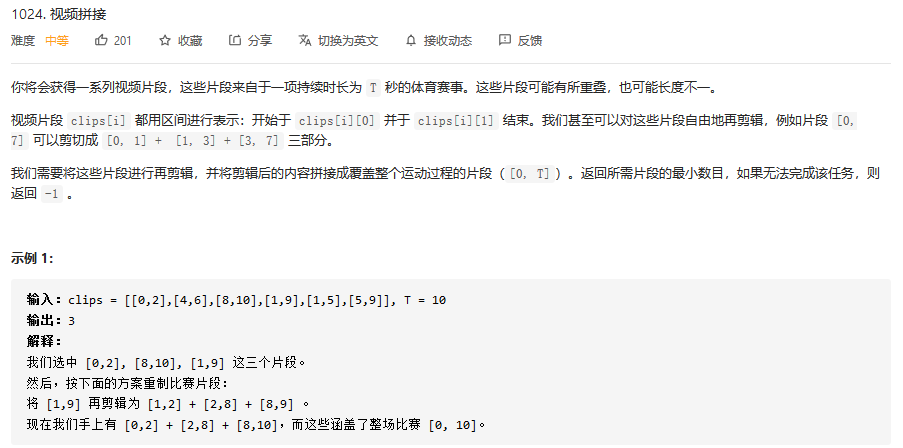 1024. 视频拼接
难度 中等 201 收藏 分享 切换为英文 接收动态 反馈
你将会获得一系列视频片段，这些片段来自于一项持续时长为 T 秒的体育赛事。这些片段可能有所重叠，也可能长度不一。
视频片段 clips[i] 都用区间进行表示：开始于 clips[i][0] 并于 clips[i][1] 结束。我们甚至可以对这些片段自由地再剪辑，例如片段 [0,
7] 可以剪切成 [0, 1] + [1, 3] + [3, 7] 三部分。
我们需要将这些片段进行再剪辑，并将剪辑后的内容拼接成覆盖整个运动过程的片段（[0, T]）。返回所需片段的最小数目，如果无法完成该任务，则
返回 -1 。
示例 1：
输入：clips = [[0,2],[4,6],[8,10],[1,9],[1,5],[5,9]], T = 10
输出：3
解释：
我们选中 [0,2], [8,10], [1,9] 这三个片段。
然后，按下面的方案重制比赛片段：
将 [1,9] 再剪辑为 [1,2] + [2,8] + [8,9] 。
现在我们手上有 [0,2] + [2,8] + [8,10]，而这些涵盖了整场比赛 [0, 10]。